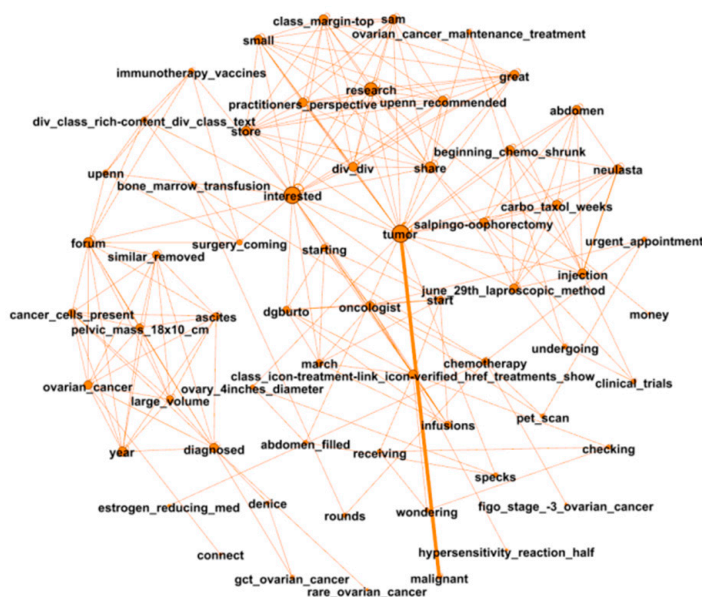 class_margin-top
sam
ovarian_cancer_maintenance_treatment
small
immunotherapy_vaccines
great
research
practitioners_perspective
upenn_recommended
abdomen
div_class_rich-content_div_class_text
store
beginning_chemo_shrunk
upenn
div_div
share
neulasta
bone_marrow_transfusion
interested
carbo_taxol_weeks
salpingo-oophorectomy
tumor
forum
surgery_coming
starting
urgent_appointment
similar_removed
injection
june_29th_laproscopic_method
cancer_cells_present
ascites
dgburto
oncologist
start
money
pelvic_mass_18x10_cm
undergoing
march
chemotherapy
class_icon-treatment-link_icon-verified_href_treatments_show
clinical_trials
ovarian_cancer
ovary_4inches_diameter
large_volume
infusions
pet_scan
year
diagnosed
abdomen_filled
receiving
checking
specks
estrogen_reducing_med
denice
rounds
wondering
figo_stage_-3_ovarian_cancer
connect
hypersensitivity_reaction_half
gct_ovarian_cancer
malignant
rare_ovarian_cancer